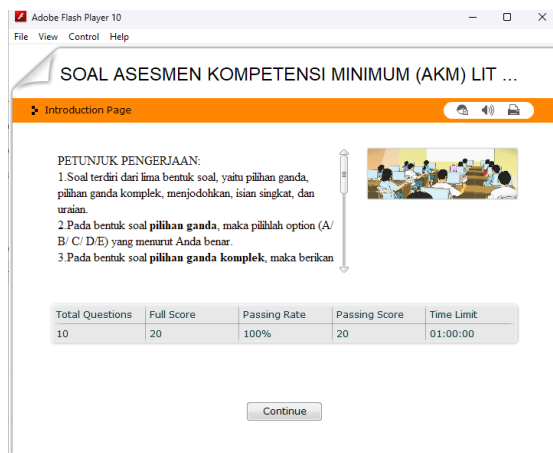 Adobe Flash Player 10
File View Control Help
SOAL ASESMEN KOMPETENSI MINIMUM (AKM) LIT ...
Introduction Page
PETUNJUK PENGERJAAN:
1.Soal terdiri dari lima bentuk soal, yaitu pilihan ganda,
pilihan ganda komplek, menjodohkan, isian singkat, dan
uraian.
2.Pada bentuk soal pilihan ganda, maka pilihlah option (A/
B/ C/ D/E) yang menurut Anda benar.
3.Pada bentuk soal pilihan ganda komplek, maka berikan
Total Questions Full Score Passing Rate Passing Score Time Limit
10 20 100% 20 01:00:00
Continue